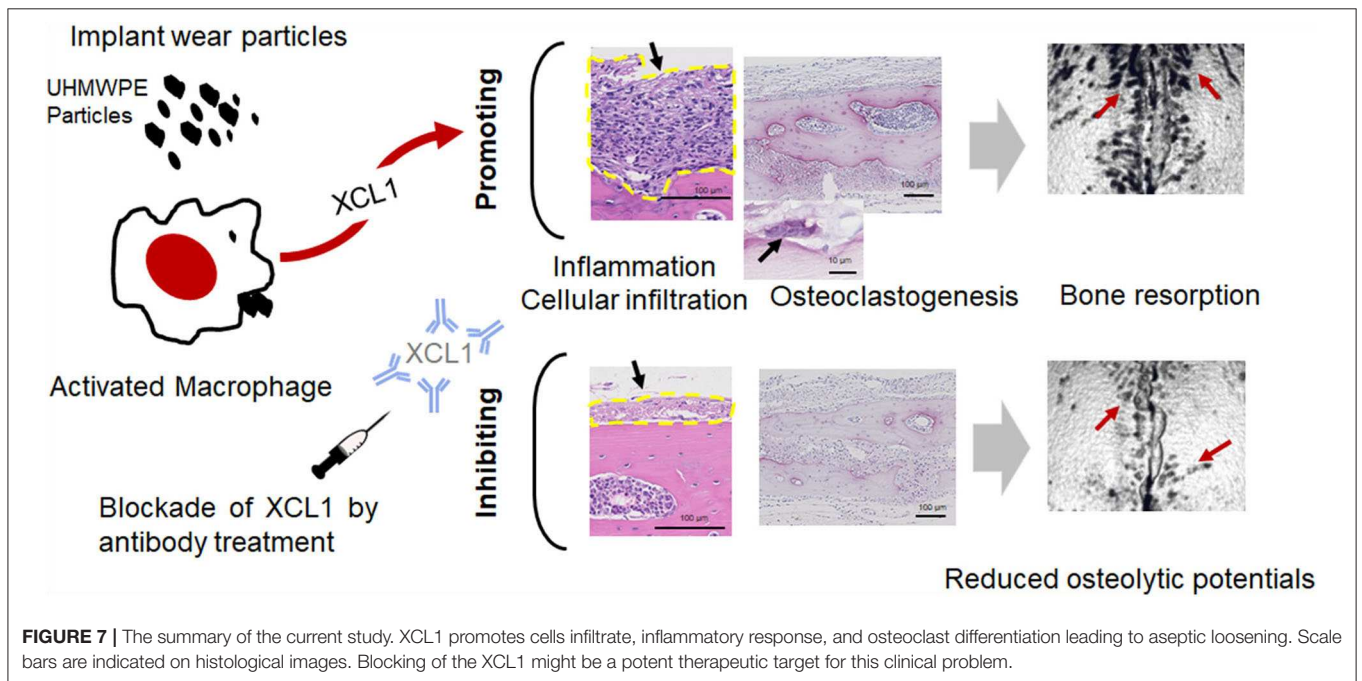 Implant wear particles
UHMWPE
Particles
XCL1
Activated Macrophage
XCL1
Blockade of XCL1 by
antibody treatment
Promoting
100 µm
100 µm
10 µm
Inflammation
Cellular infiltration
Osteoclastogenesis
Bone resorption
Inhibiting
100 µm
100 µm
Reduced osteolytic potentials
FIGURE 7 | The summary of the current study. XCL1 promotes cells infiltrate, inflammatory response, and osteoclast differentiation leading to aseptic loosening. Scale
bars are indicated on histological images. Blocking of the XCL1 might be a potent therapeutic target for this clinical problem.